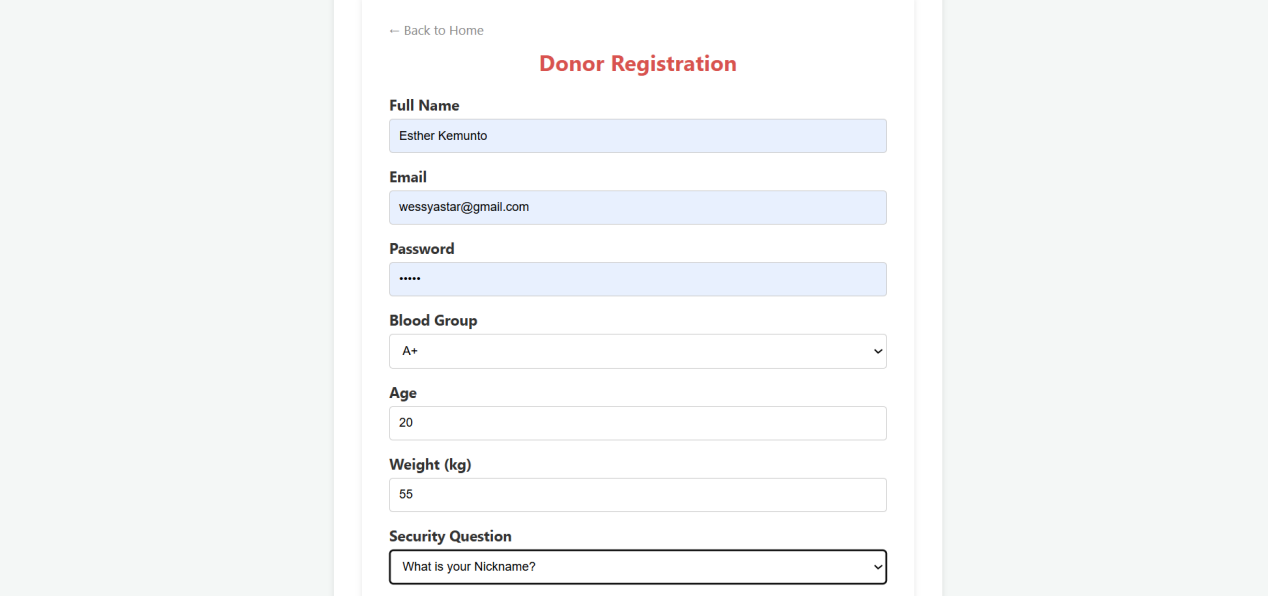 ← Back to Home
Donor Registration
Full Name
Esther Kemunto
Email
wessyastar@gmail.com
Password
•••••
Blood Group
A+
Age
20
Weight (kg)
55
Security Question
What is your Nickname?